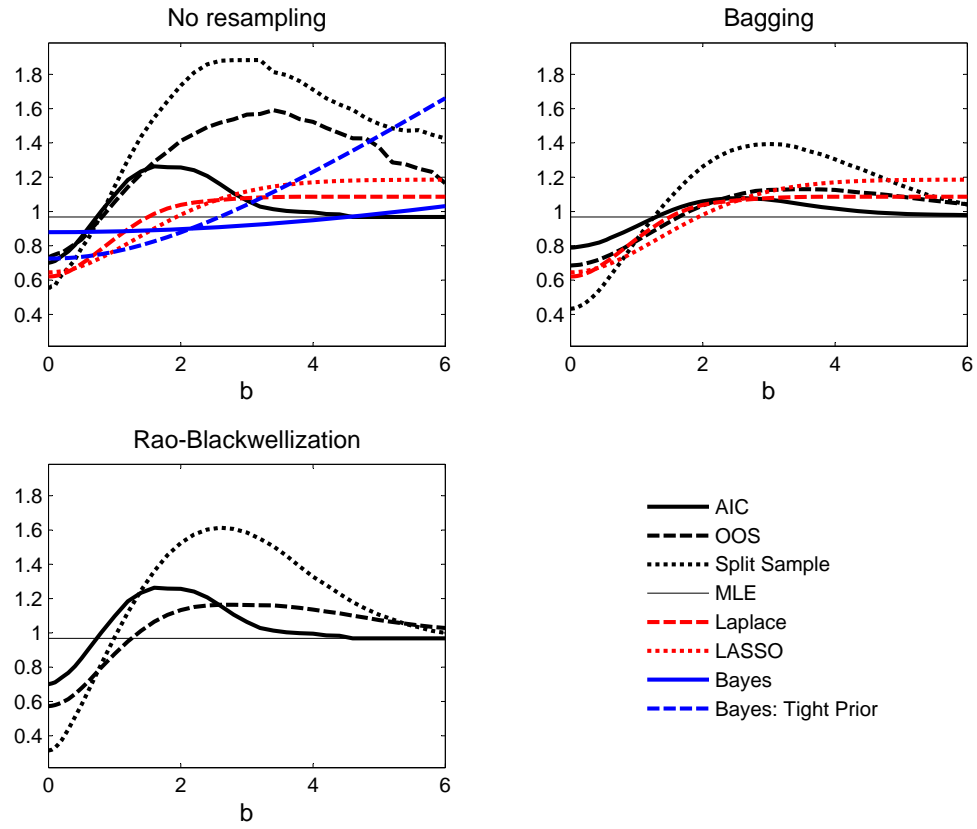 No resampling
1.8
1.6
1.4
1.2
1
0.8
0.6
0.4
0 2 4 6
b
Bagging
1.8
1.6
1.4
1.2
1
0.8
0.6
0.4
0 2 4 6
b
Rao-Blackwellization
1.8
1.6
1.4
1.2
1
0.8
0.6
0.4
0 2 4 6
b
AIC
OOS
Split Sample
MLE
Laplace
LASSO
Bayes
Bayes: Tight Prior